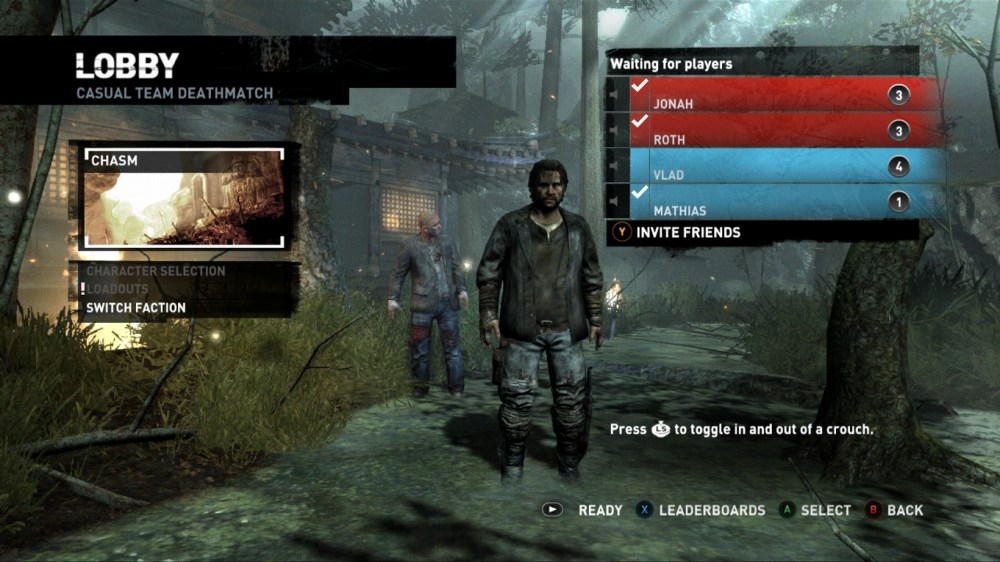 LOBBY
CASUAL TEAM DEATHMATCH
CHASM
CHARACTER SELECTION
! LOADOUTS
SWITCH FACTION
Waiting for players
JONAH 3
ROTH 3
VLAD 4
MATHIAS 1
Y INVITE FRIENDS
Press LS to toggle in and out of a crouch.
READY X LEADERBOARDS A SELECT B BACK